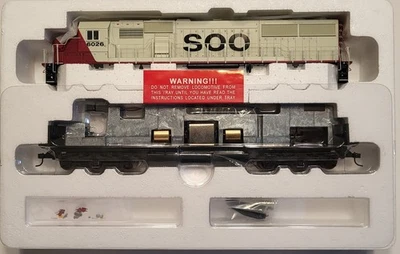 SOO
6026
WARNING!!!
DO NOT REMOVE LOCOMOTIVE FROM
THIS TRAY UNTIL YOU HAVE READ THE
INSTRUCTIONS LOCATED UNDER TRAY